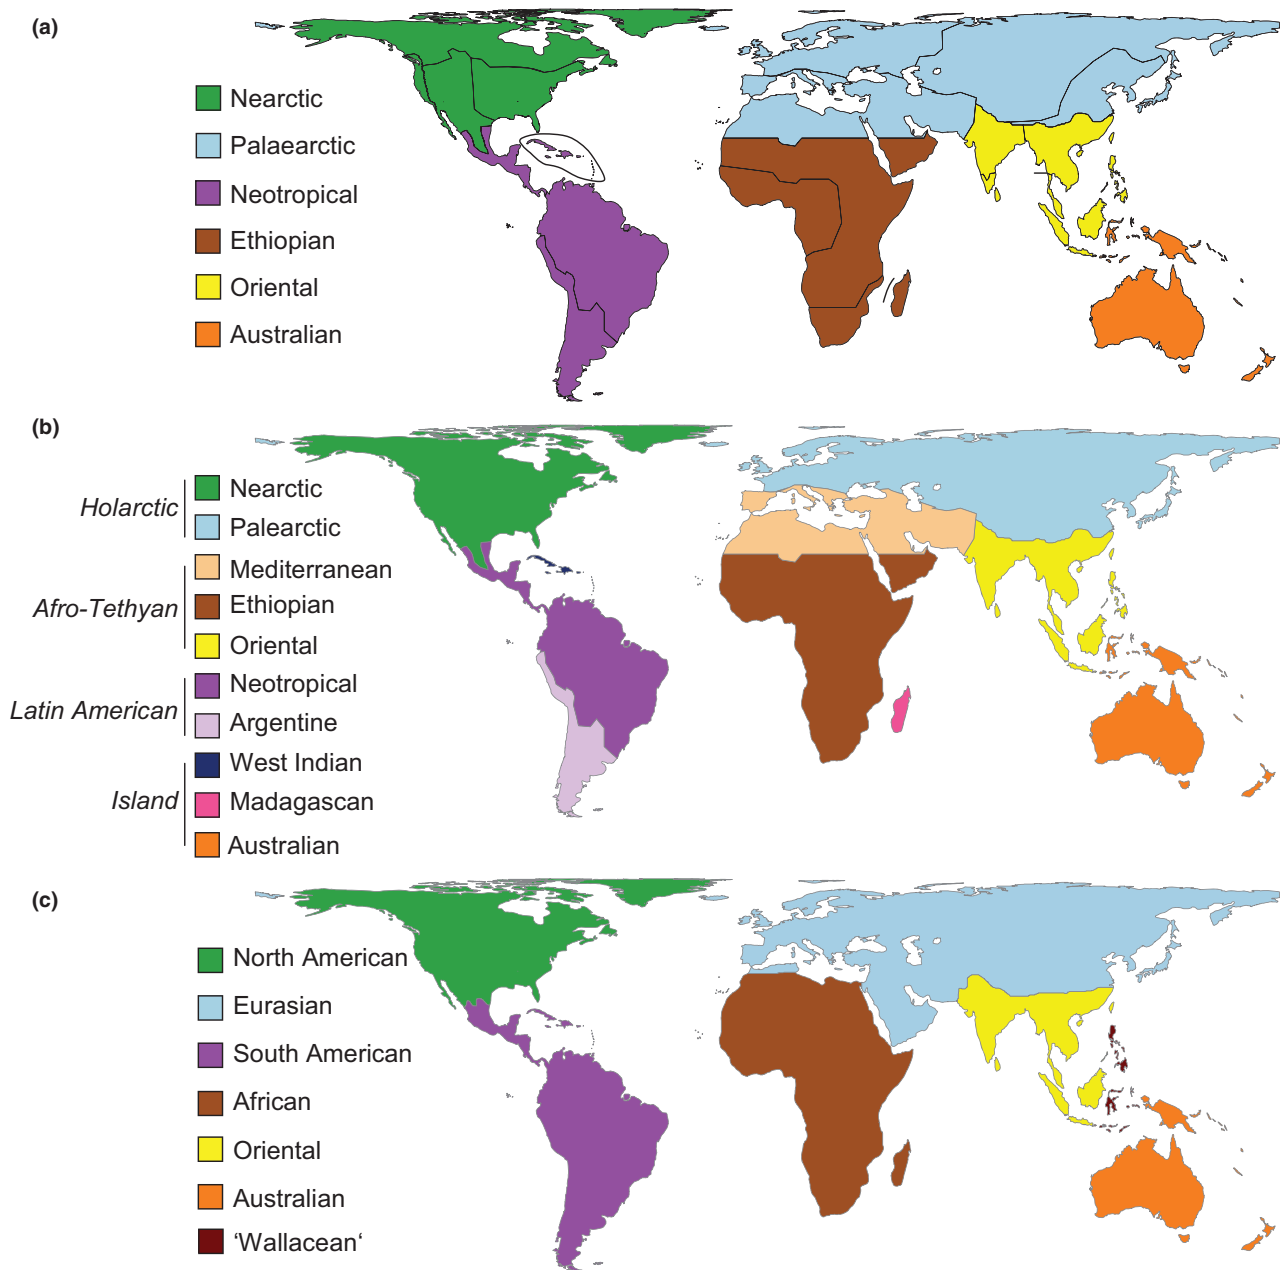 (a)
Nearctic
Palaearctic
Neotropical
Ethiopian
Oriental
Australian
(b)
Holarctic
Nearctic
Palearctic
Afro-Tethyan
Mediterranean
Ethiopian
Oriental
Latin American
Neotropical
Argentine
Island
West Indian
Madagascan
Australian
(c)
North American
Eurasian
South American
African
Oriental
Australian
‘Wallacean‘